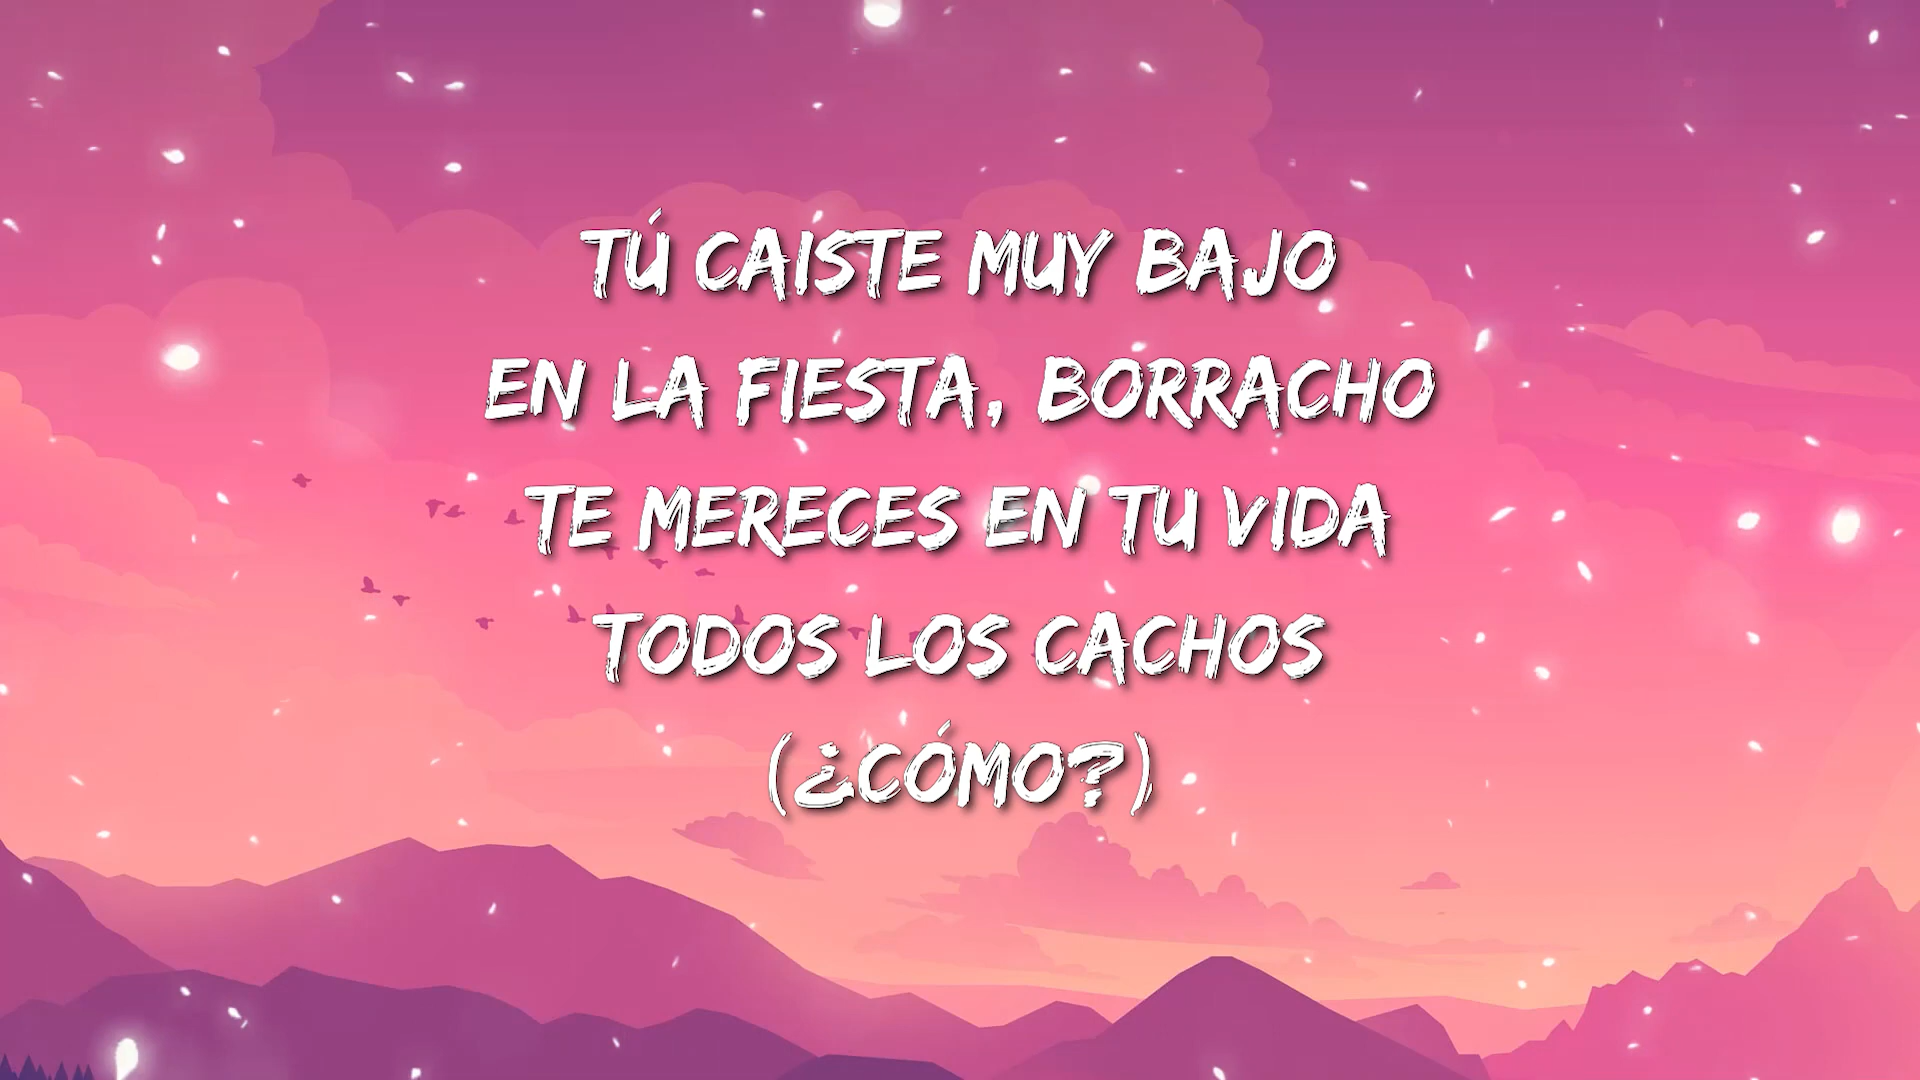 TÚ CAISTE MUY BAJO
EN LA FIESTA, BORRACHO
TE MERECES EN TU VIDA
TODOS LOS CACHOS
(¿CÓMO?)